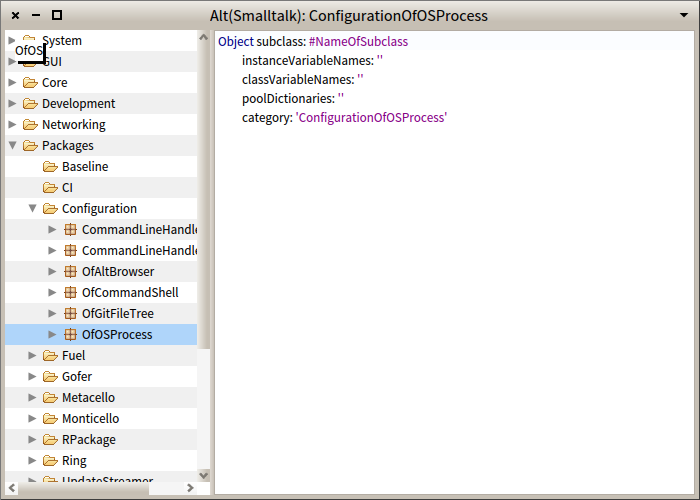 Alt(Smalltalk): ConfigurationOfOSProcess
System
OfOS
GUI
Core
Development
Networking
Packages
Baseline
CI
Configuration
CommandLineHandle
CommandLineHandle
OfAltBrowser
OfCommandShell
OfGitFileTree
OfOSProcess
Fuel
Gofer
Metacello
Monticello
RPackage
Ring
UpdateStreamer
Object subclass: #NameOfSubclass
instanceVariableNames: ''
classVariableNames: ''
poolDictionaries: ''
category: 'ConfigurationOfOSProcess'